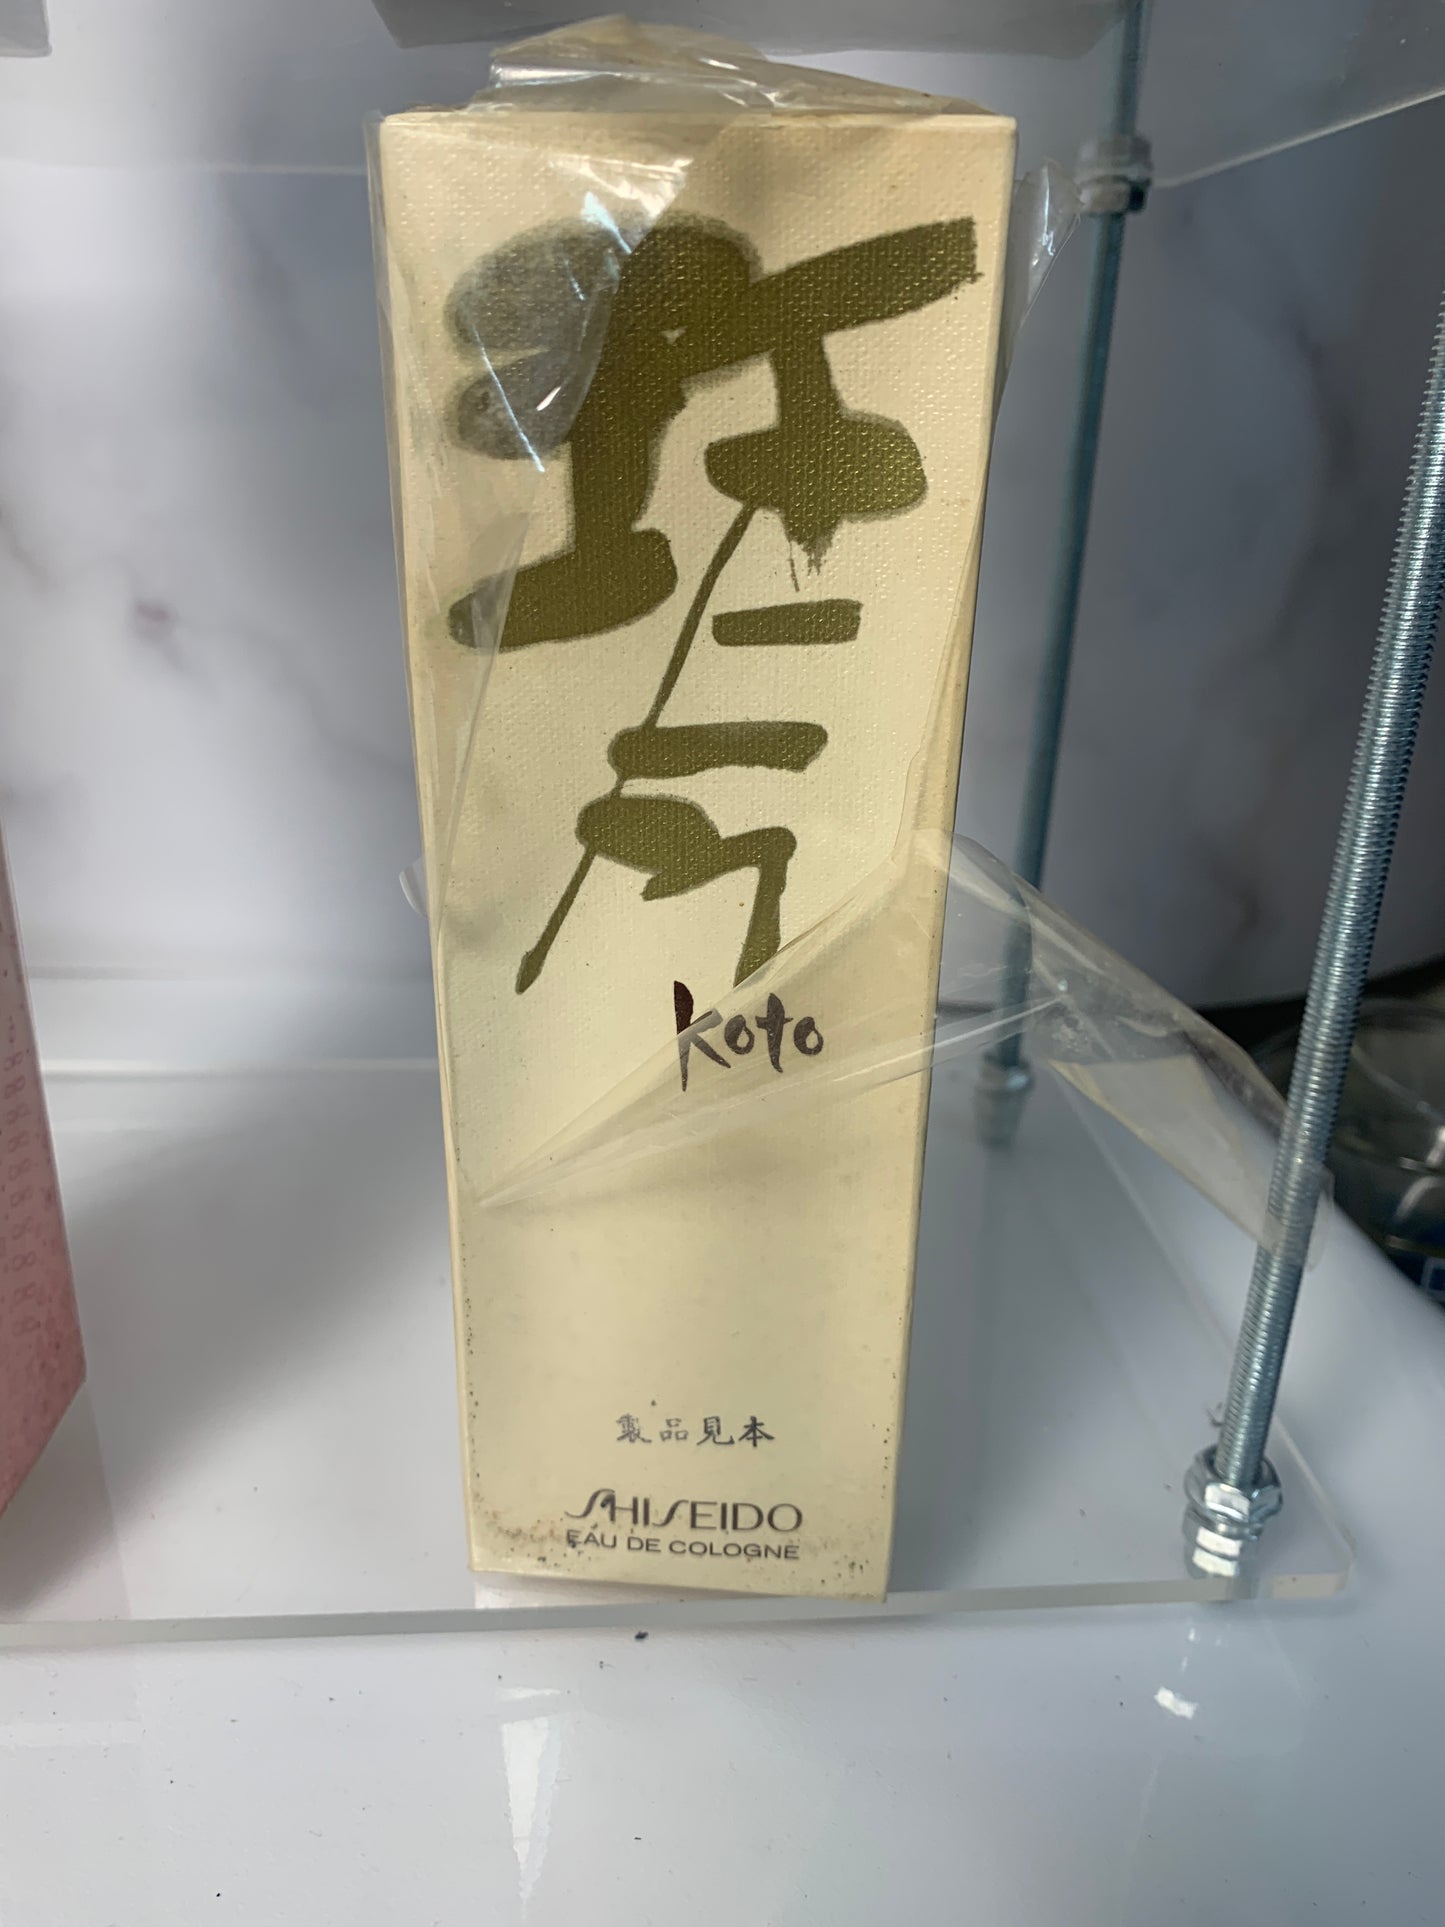 琴
koto
製品見本
SHISEIDO
EAU DE COLOGNE